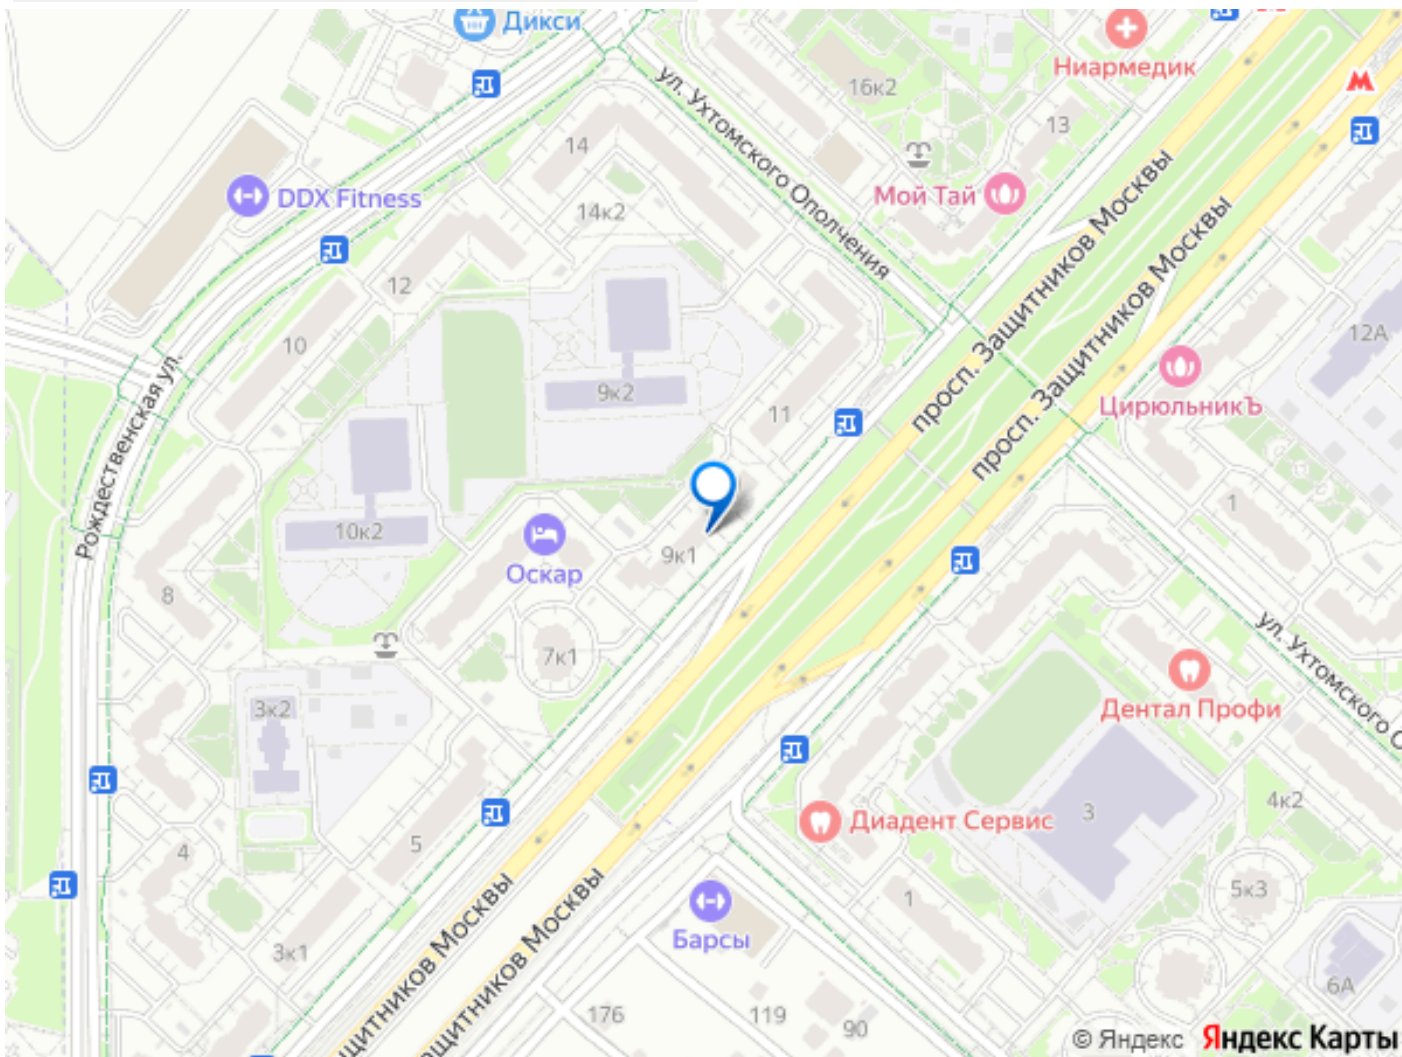 Дикси
Ниармедик
16к2
13
ул. Ухтомского Ополчения
14
Мой Тай
DDX Fitness
14к2
просп. Защитников Москвы
просп. Защитников Москвы
12
10
12А
9к2
ЦирюльникЪ
11
Рождественская ул.
1
10к2
9к1
Оскар
8
7к1
ул. Ухтомского О
Дентал Профи
3к2
4к2
3
Диадент Сервис
5
4
5к3
1
Барсы
3к1
щитников Москвы
щитников Москвы
6А
176
119
90
© Яндекс Яндекс Карты